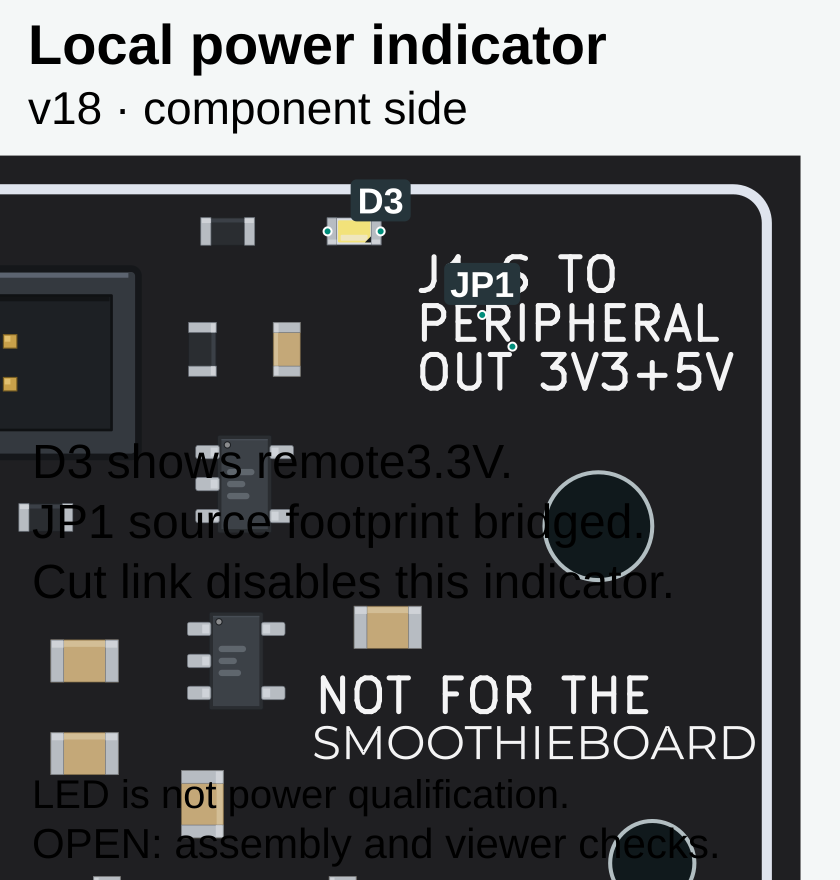 Local power indicator
v18 · component side
D3
TO
JP1
PERIPHERAL
OUT 3V3+5V
D3 shows remote3.3V.
JP1 source footprint bridged.
Cut link disables this indicator.
NOT FOR THE
SMOOTHIEBOARD
LED is not power qualification.
OPEN: assembly and viewer checks.